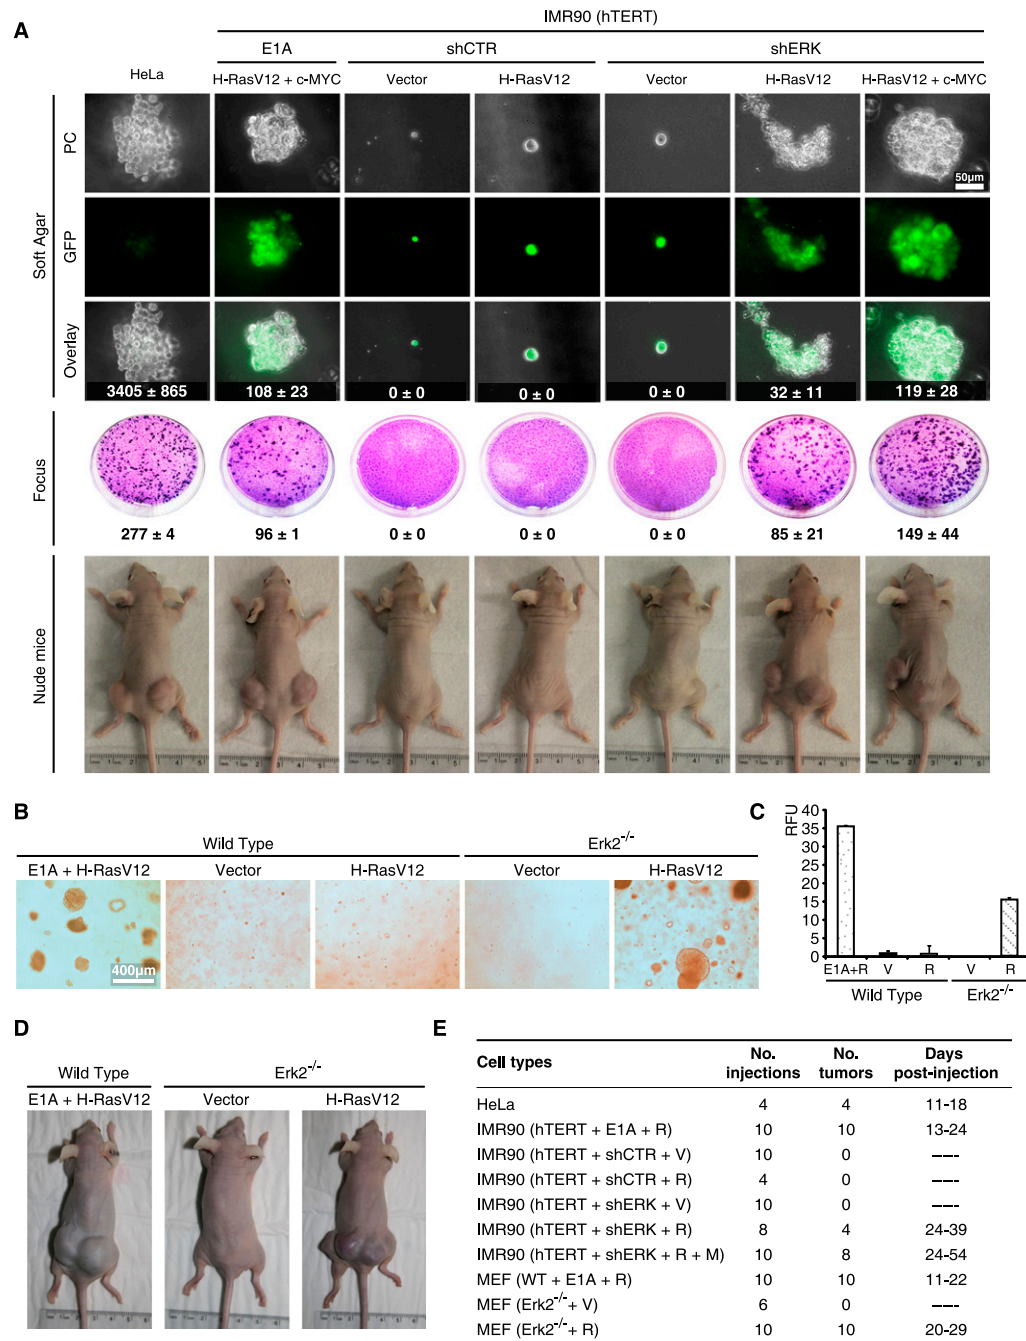 A
IMR90 (hTERT)
E1A shCTR shERK
HeLa H-RasV12 + c-MYC Vector H-RasV12 Vector H-RasV12 H-RasV12 + c-MYC
Soft Agar
PC
50µm
GFP
Overlay
3405 ± 865 108 ± 23 0 ± 0 0 ± 0 0 ± 0 32 ± 11 119 ± 28
Focus
277 ± 4 96 ± 1 0 ± 0 0 ± 0 0 ± 0 85 ± 21 149 ± 44
Nude mice
B
Wild Type Erk2-/-
E1A + H-RasV12 Vector H-RasV12 Vector H-RasV12
400µm
C
RFU
40
35
30
25
20
15
10
5
0
E1A+R V R V R
Wild Type Erk2-/-
D
Wild Type Erk2-/-
E1A + H-RasV12 Vector H-RasV12
E
Cell types No. injections No. tumors Days post-injection
HeLa 4 4 11-18
IMR90 (hTERT + E1A + R) 10 10 13-24
IMR90 (hTERT + shCTR + V) 10 0 -----
IMR90 (hTERT + shCTR + R) 4 0 -----
IMR90 (hTERT + shERK + V) 10 0 -----
IMR90 (hTERT + shERK + R) 8 4 24-39
IMR90 (hTERT + shERK + R + M) 10 8 24-54
MEF (WT + E1A + R) 10 10 11-22
MEF (Erk2-/- + V) 6 0 -----
MEF (Erk2-/- + R) 10 10 20-29